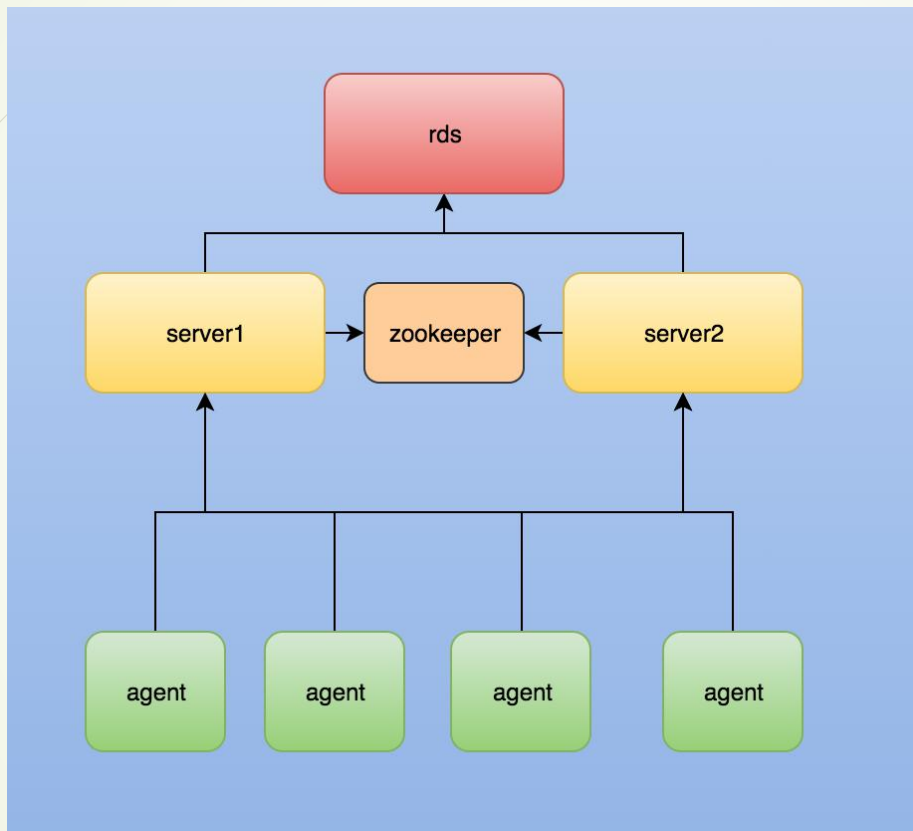 rds
server1
zookeeper
server2
agent
agent
agent
agent